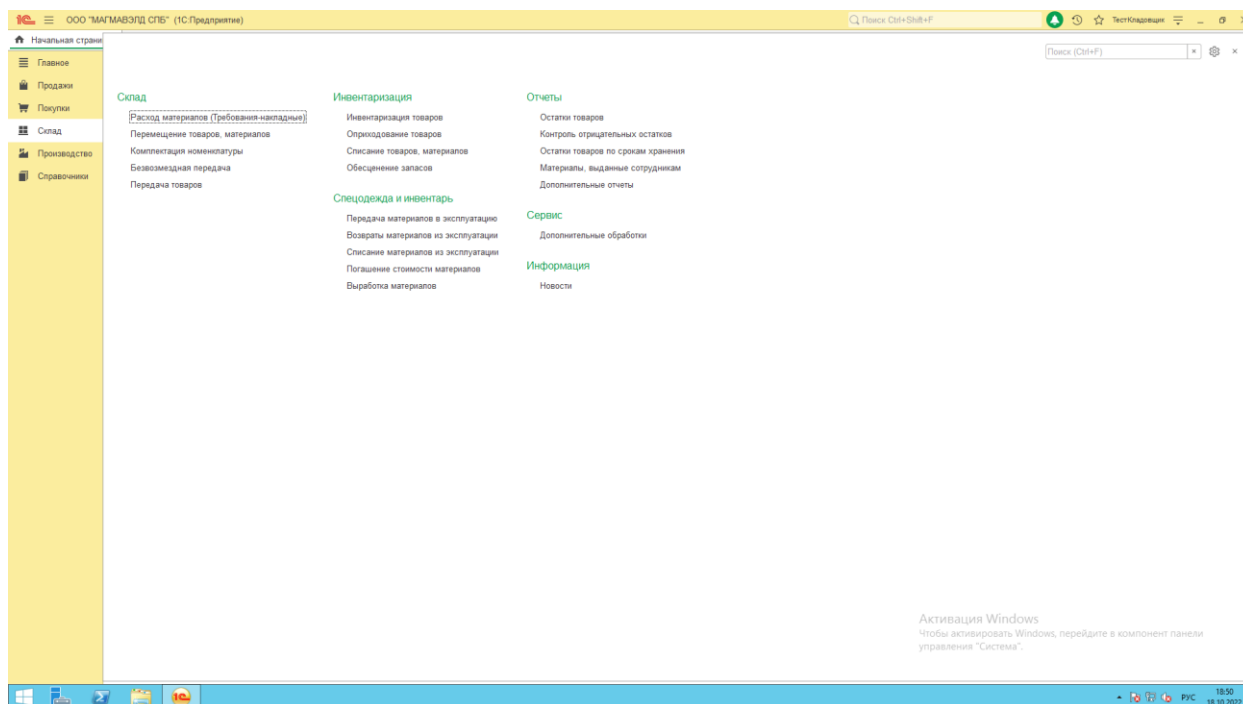 1С ООО "МАГМАВЭЛД СПБ" (1С:Предприятие) Поиск Ctrl+Shift+F ТестКладовщик
Начальная страни
Поиск (Ctrl+F)
Главное
Продажи
Покупки
Склад
Производство
Справочники
Склад
Расход материалов (Требования-накладные)
Перемещение товаров, материалов
Комплектация номенклатуры
Безвозмездная передача
Передача товаров
Инвентаризация
Инвентаризация товаров
Оприходование товаров
Списание товаров, материалов
Обесценение запасов
Спецодежда и инвентарь
Передача материалов в эксплуатацию
Возвраты материалов из эксплуатации
Списание материалов из эксплуатации
Погашение стоимости материалов
Выработка материалов
Отчеты
Остатки товаров
Контроль отрицательных остатков
Остатки товаров по срокам хранения
Материалы, выданные сотрудникам
Дополнительные отчеты
Сервис
Дополнительные обработки
Информация
Новости
Активация Windows
Чтобы активировать Windows, перейдите в компонент панели
управления "Система".
1С
РУС
18:50
18.10.2022